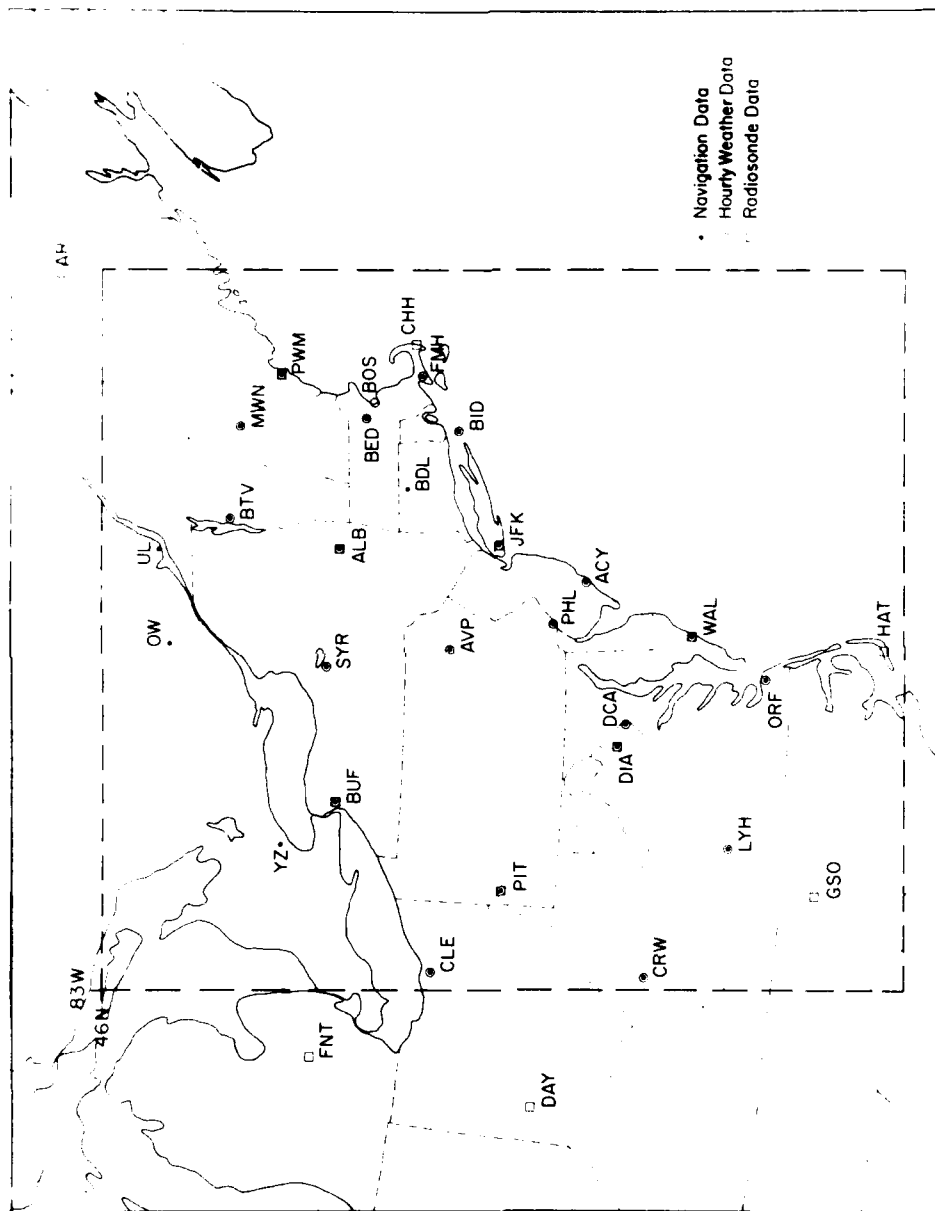 83W
46N
FNT
DAY
CLE
CRW
GSO
YZ
BUF
PIT
LYH
OW
SYR
AVP
DIA
DCA
PHL
ORF
HAT
WAL
UL
BTV
ALB
JFK
ACY
MWN
BED
BDL
BID
PWM
BOS
CHH
FMH
• Navigation Data
Hourly Weather Data
Radiosonde Data